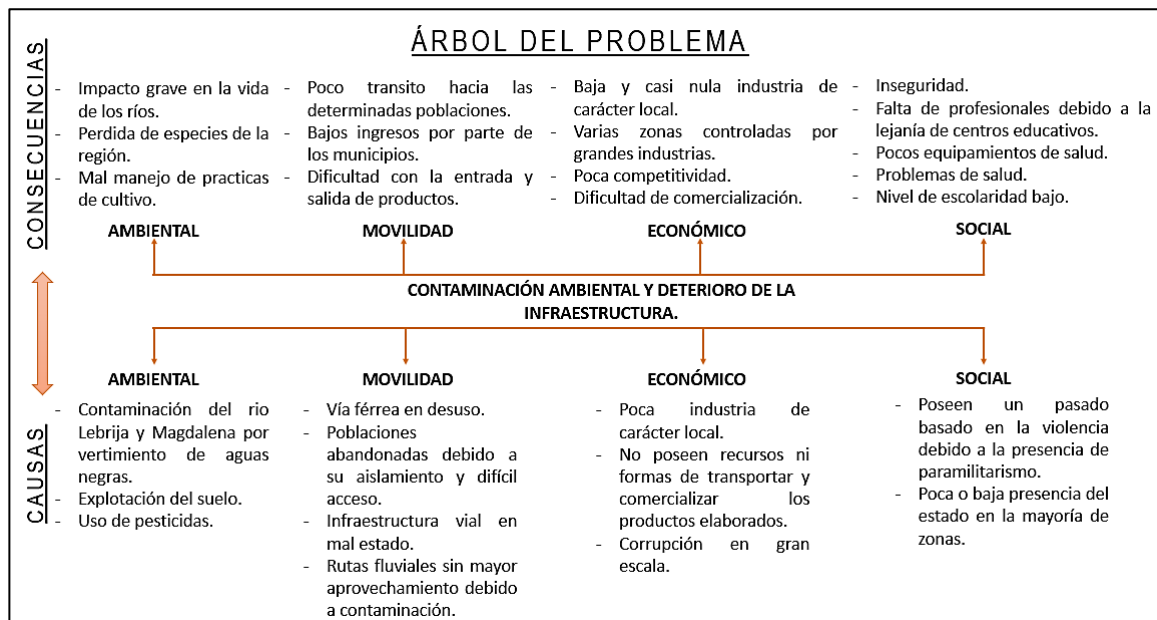 ÁRBOL DEL PROBLEMA
CONSECUENCIAS
- Impacto grave en la vida
de los ríos.
- Perdida de especies de la
región.
- Mal manejo de practicas
de cultivo.
AMBIENTAL
- Poco transito hacia las
determinadas poblaciones.
- Bajos ingresos por parte de
los municipios.
- Dificultad con la entrada y
salida de productos.
MOVILIDAD
- Baja y casi nula industria de
carácter local.
- Varias zonas controladas por
grandes industrias.
- Poca competitividad.
- Dificultad de comercialización.
ECONÓMICO
- Inseguridad.
- Falta de profesionales debido a la
lejanía de centros educativos.
- Pocos equipamientos de salud.
- Problemas de salud.
- Nivel de escolaridad bajo.
SOCIAL
CONTAMINACIÓN AMBIENTAL Y DETERIORO DE LA
INFRAESTRUCTURA.
CAUSAS
AMBIENTAL
- Contaminación del rio
Lebrija y Magdalena por
vertimiento de aguas
negras.
- Explotación del suelo.
- Uso de pesticidas.
MOVILIDAD
- Vía férrea en desuso.
- Poblaciones
abandonadas debido a
su aislamiento y difícil
acceso.
- Infraestructura vial en
mal estado.
- Rutas fluviales sin mayor
aprovechamiento debido
a contaminación.
ECONÓMICO
- Poca industria de
carácter local.
- No poseen recursos ni
formas de transportar y
comercializar los
productos elaborados.
- Corrupción en gran
escala.
SOCIAL
- Poseen un pasado
basado en la violencia
debido a la presencia de
paramilitarismo.
- Poca o baja presencia del
estado en la mayoría de
zonas.